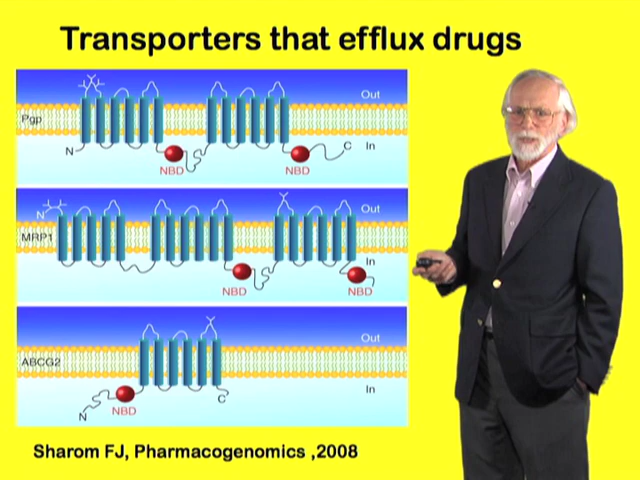 Transporters that efflux drugs
Out
Pgp
N
C
In
NBD
NBD
N
Out
MRP1
In
NBD
NBD
Out
ABCG2
In
NBD
C
N
Sharom FJ, Pharmacogenomics ,2008